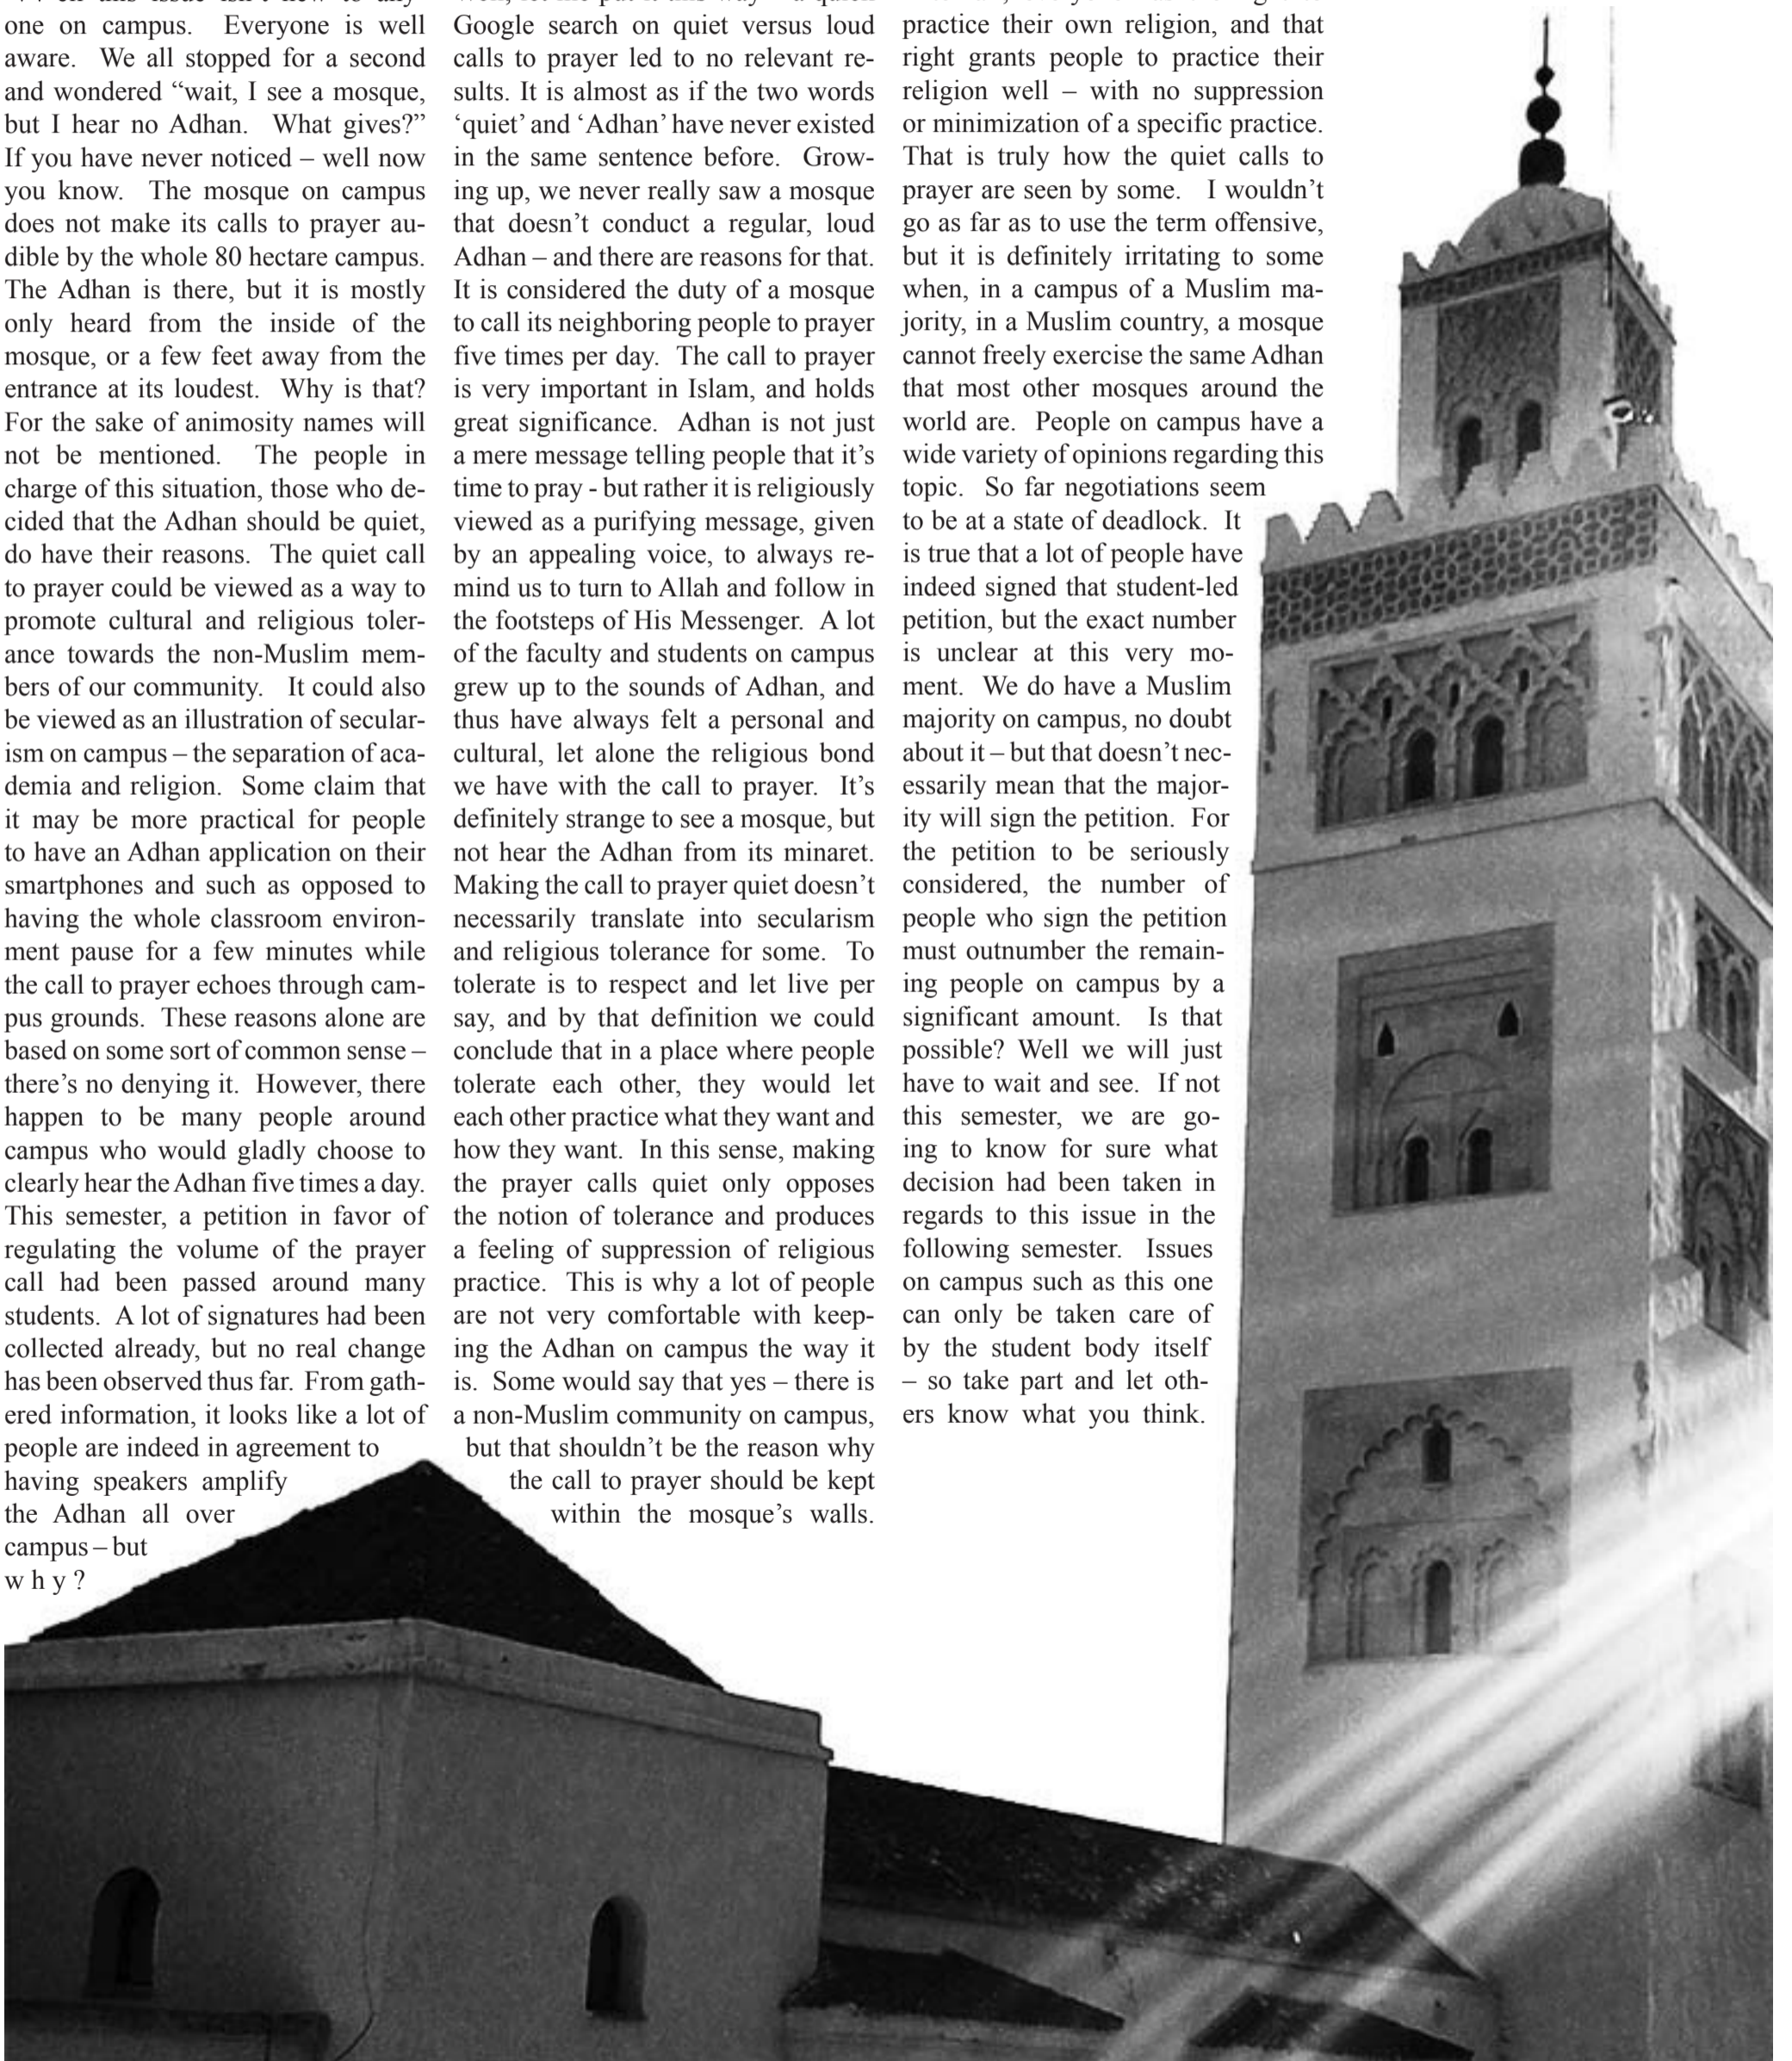 this issue isn't new to any-
one on campus. Everyone is well
aware. We all stopped for a second
and wondered “wait, I see a mosque,
but I hear no Adhan. What gives?”
If you have never noticed – well now
you know. The mosque on campus
does not make its calls to prayer au-
dible by the whole 80 hectare campus.
The Adhan is there, but it is mostly
only heard from the inside of the
mosque, or a few feet away from the
entrance at its loudest. Why is that?
For the sake of animosity names will
not be mentioned. The people in
charge of this situation, those who de-
cided that the Adhan should be quiet,
do have their reasons. The quiet call
to prayer could be viewed as a way to
promote cultural and religious toler-
ance towards the non-Muslim mem-
bers of our community. It could also
be viewed as an illustration of secular-
ism on campus – the separation of aca-
demia and religion. Some claim that
it may be more practical for people
to have an Adhan application on their
smartphones and such as opposed to
having the whole classroom environ-
ment pause for a few minutes while
the call to prayer echoes through cam-
pus grounds. These reasons alone are
based on some sort of common sense –
there’s no denying it. However, there
happen to be many people around
campus who would gladly choose to
clearly hear the Adhan five times a day.
This semester, a petition in favor of
regulating the volume of the prayer
call had been passed around many
students. A lot of signatures had been
collected already, but no real change
has been observed thus far. From gath-
ered information, it looks like a lot of
people are indeed in agreement to
having speakers amplify
the Adhan all over
campus – but
why?
let me put it this way – a quick
Google search on quiet versus loud
calls to prayer led to no relevant re-
sults. It is almost as if the two words
‘quiet’ and ‘Adhan’ have never existed
in the same sentence before. Grow-
ing up, we never really saw a mosque
that doesn’t conduct a regular, loud
Adhan – and there are reasons for that.
It is considered the duty of a mosque
to call its neighboring people to prayer
five times per day. The call to prayer
is very important in Islam, and holds
great significance. Adhan is not just
a mere message telling people that it’s
time to pray - but rather it is religiously
viewed as a purifying message, given
by an appealing voice, to always re-
mind us to turn to Allah and follow in
the footsteps of His Messenger. A lot
of the faculty and students on campus
grew up to the sounds of Adhan, and
thus have always felt a personal and
cultural, let alone the religious bond
we have with the call to prayer. It’s
definitely strange to see a mosque, but
not hear the Adhan from its minaret.
Making the call to prayer quiet doesn’t
necessarily translate into secularism
and religious tolerance for some. To
tolerate is to respect and let live per
say, and by that definition we could
conclude that in a place where people
tolerate each other, they would let
each other practice what they want and
how they want. In this sense, making
the prayer calls quiet only opposes
the notion of tolerance and produces
a feeling of suppression of religious
practice. This is why a lot of people
are not very comfortable with keep-
ing the Adhan on campus the way it
is. Some would say that yes – there is
a non-Muslim community on campus,
but that shouldn’t be the reason why
the call to prayer should be kept
within the mosque’s walls.
practice their own religion, and that
right grants people to practice their
religion well – with no suppression
or minimization of a specific practice.
That is truly how the quiet calls to
prayer are seen by some. I wouldn’t
go as far as to use the term offensive,
but it is definitely irritating to some
when, in a campus of a Muslim ma-
jority, in a Muslim country, a mosque
cannot freely exercise the same Adhan
that most other mosques around the
world are. People on campus have a
wide variety of opinions regarding this
topic. So far negotiations seem
to be at a state of deadlock. It
is true that a lot of people have
indeed signed that student-led
petition, but the exact number
is unclear at this very mo-
ment. We do have a Muslim
majority on campus, no doubt
about it – but that doesn’t nec-
essarily mean that the major-
ity will sign the petition. For
the petition to be seriously
considered, the number of
people who sign the petition
must outnumber the remain-
ing people on campus by a
significant amount. Is that
possible? Well we will just
have to wait and see. If not
this semester, we are go-
ing to know for sure what
decision had been taken in
regards to this issue in the
following semester. Issues
on campus such as this one
can only be taken care of
by the student body itself
– so take part and let oth-
ers know what you think.